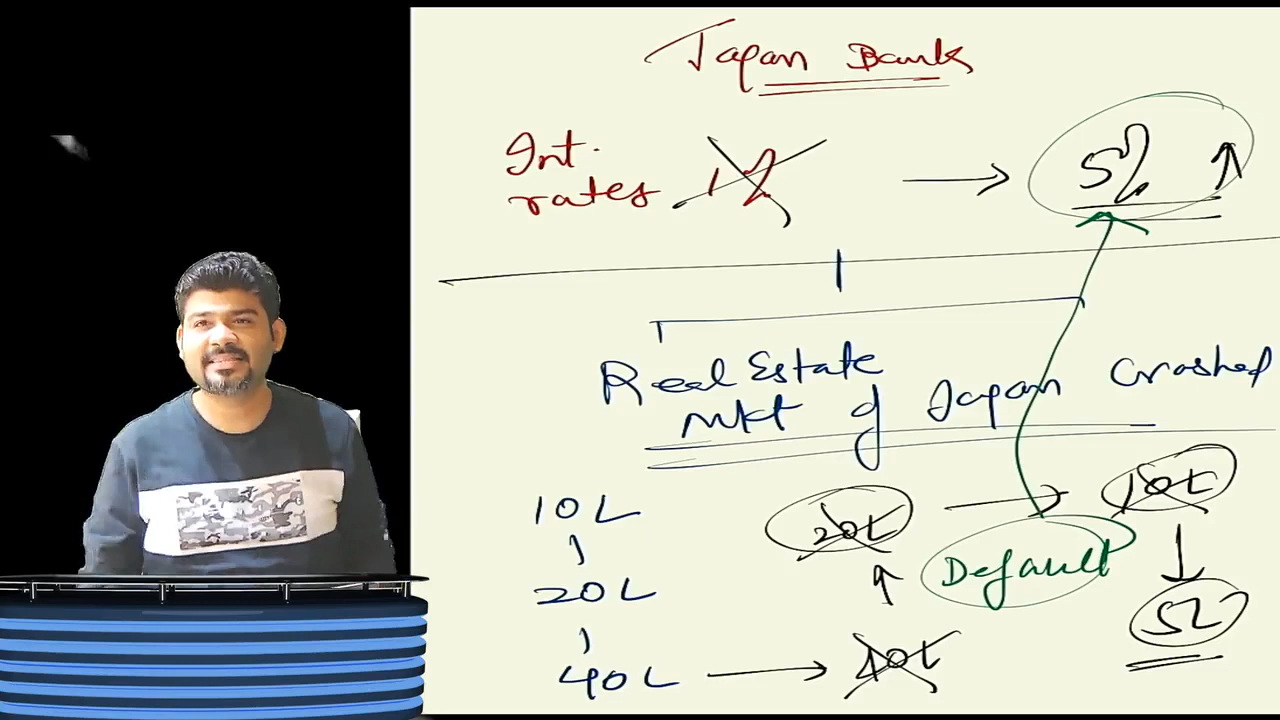 Japan Bank
Int. 1% → 5% ↑
rates
Real Estate
Mkt of Japan Crashed
10L 20L → 10L
20L Default
40L → 40L 5L